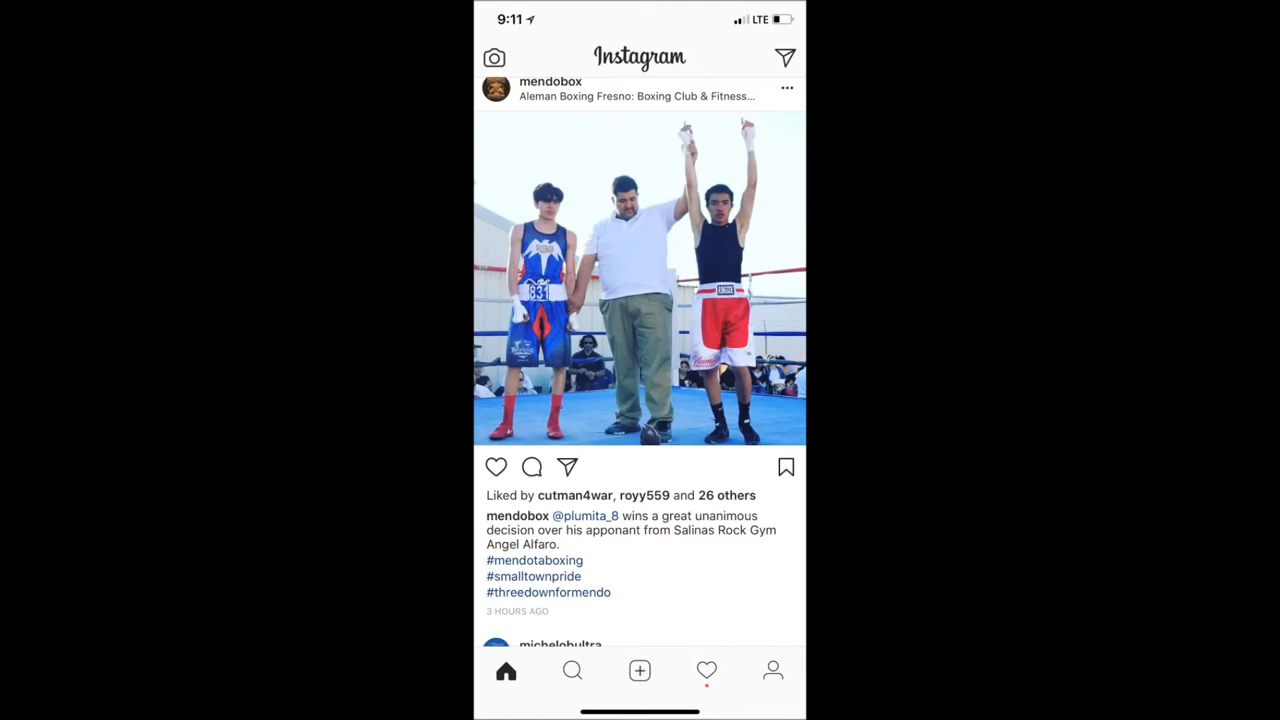 9:11
LTE
Instagram
mendobox
Aleman Boxing Fresno: Boxing Club & Fitness...
831
RINGSIDE
Liked by cutman4war, royy559 and 26 others
mendobox @plumita_8 wins a great unanimous
decision over his apponant from Salinas Rock Gym
Angel Alfaro.
#mendotaboxing
#smalltownpride
#threedownformendo
3 HOURS AGO
michelobultra